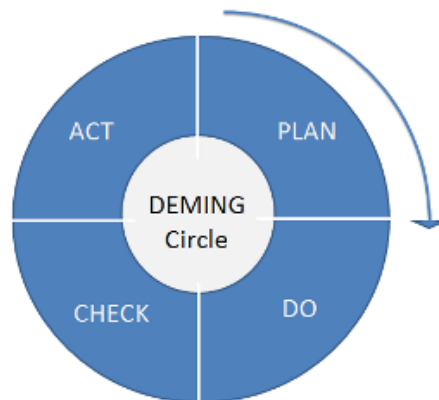 ACT
PLAN
DEMING
Circle
CHECK
DO